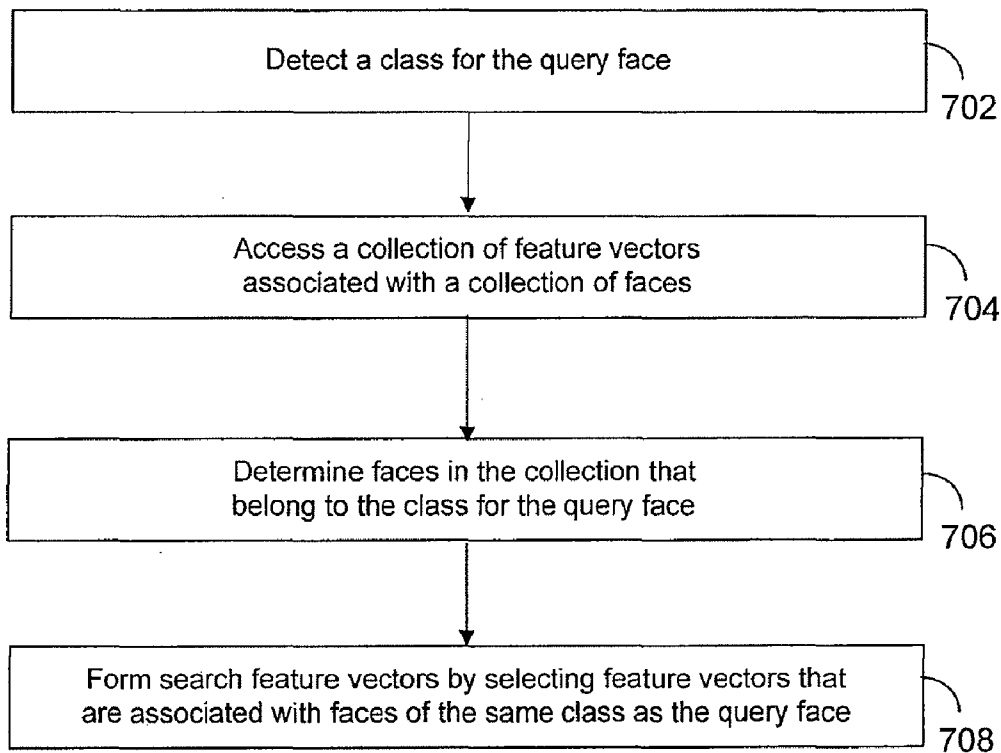 Detect a class for the query face
702
Access a collection of feature vectors
associated with a collection of faces
704
Determine faces in the collection that
belong to the class for the query face
706
Form search feature vectors by selecting feature vectors that
are associated with faces of the same class as the query face
708